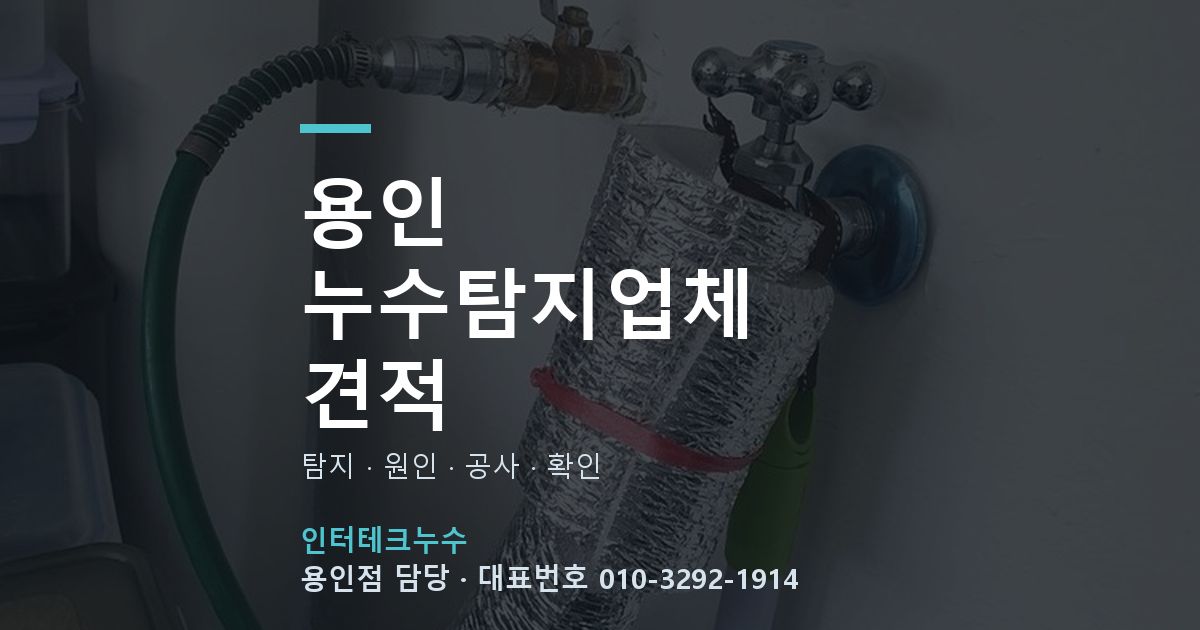 용인
누수탐지업체
견적
탐지 · 원인 · 공사 · 확인
인터테크누수
용인점 담당 · 대표번호 010-3292-1914